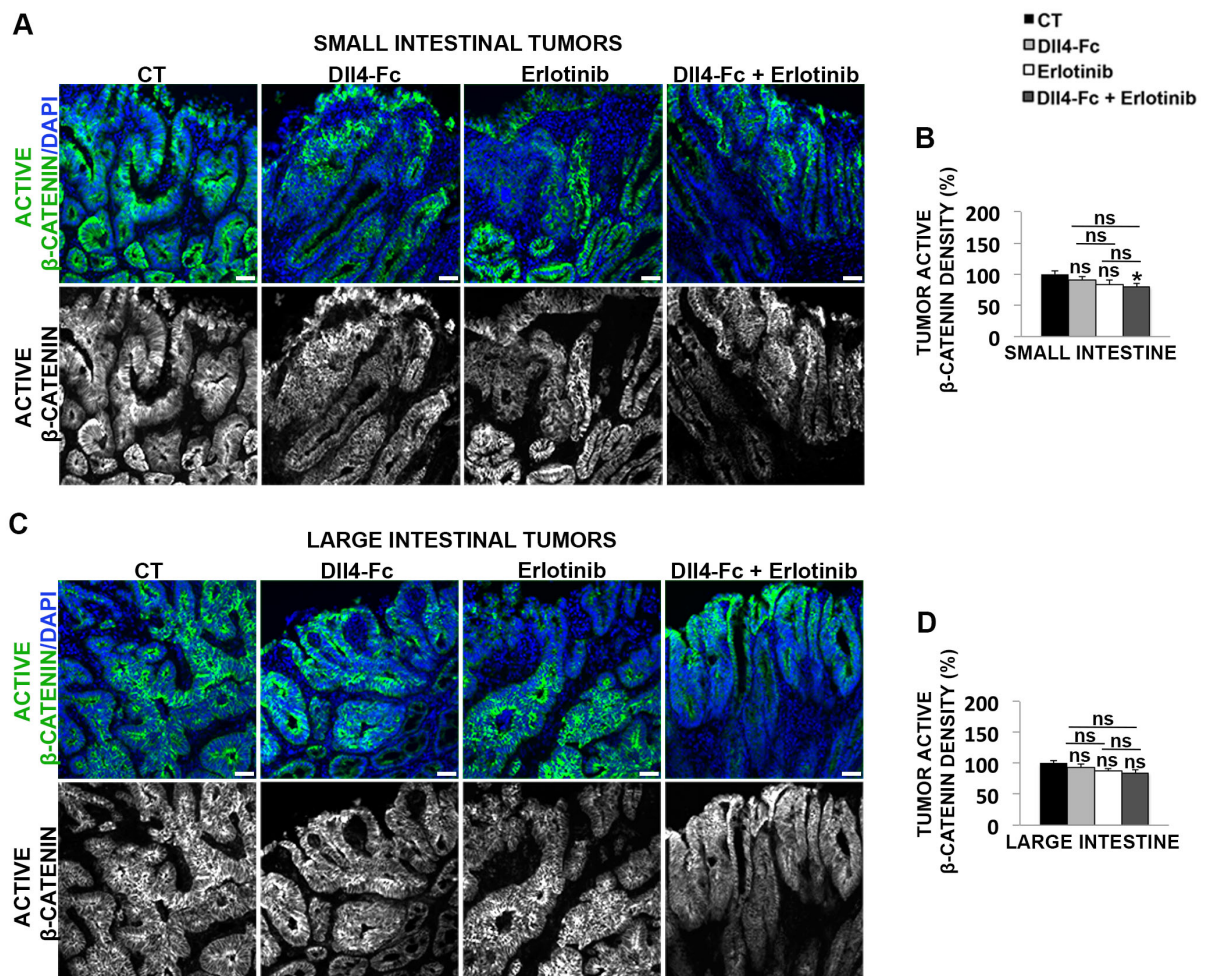 A
SMALL INTESTINAL TUMORS
CT
Dll4-Fc
Erlotinib
Dll4-Fc + Erlotinib
ACTIVE
β-CATENIN/DAPI
ACTIVE
β-CATENIN
CT
Dll4-Fc
Erlotinib
Dll4-Fc + Erlotinib
B
TUMOR ACTIVE
β-CATENIN DENSITY (%)
200
150
100
50
0
ns
ns
ns
ns ns *
SMALL INTESTINE
C
LARGE INTESTINAL TUMORS
CT
Dll4-Fc
Erlotinib
Dll4-Fc + Erlotinib
ACTIVE
β-CATENIN/DAPI
ACTIVE
β-CATENIN
D
TUMOR ACTIVE
β-CATENIN DENSITY (%)
200
150
100
50
0
ns
ns ns
ns ns ns
LARGE INTESTINE